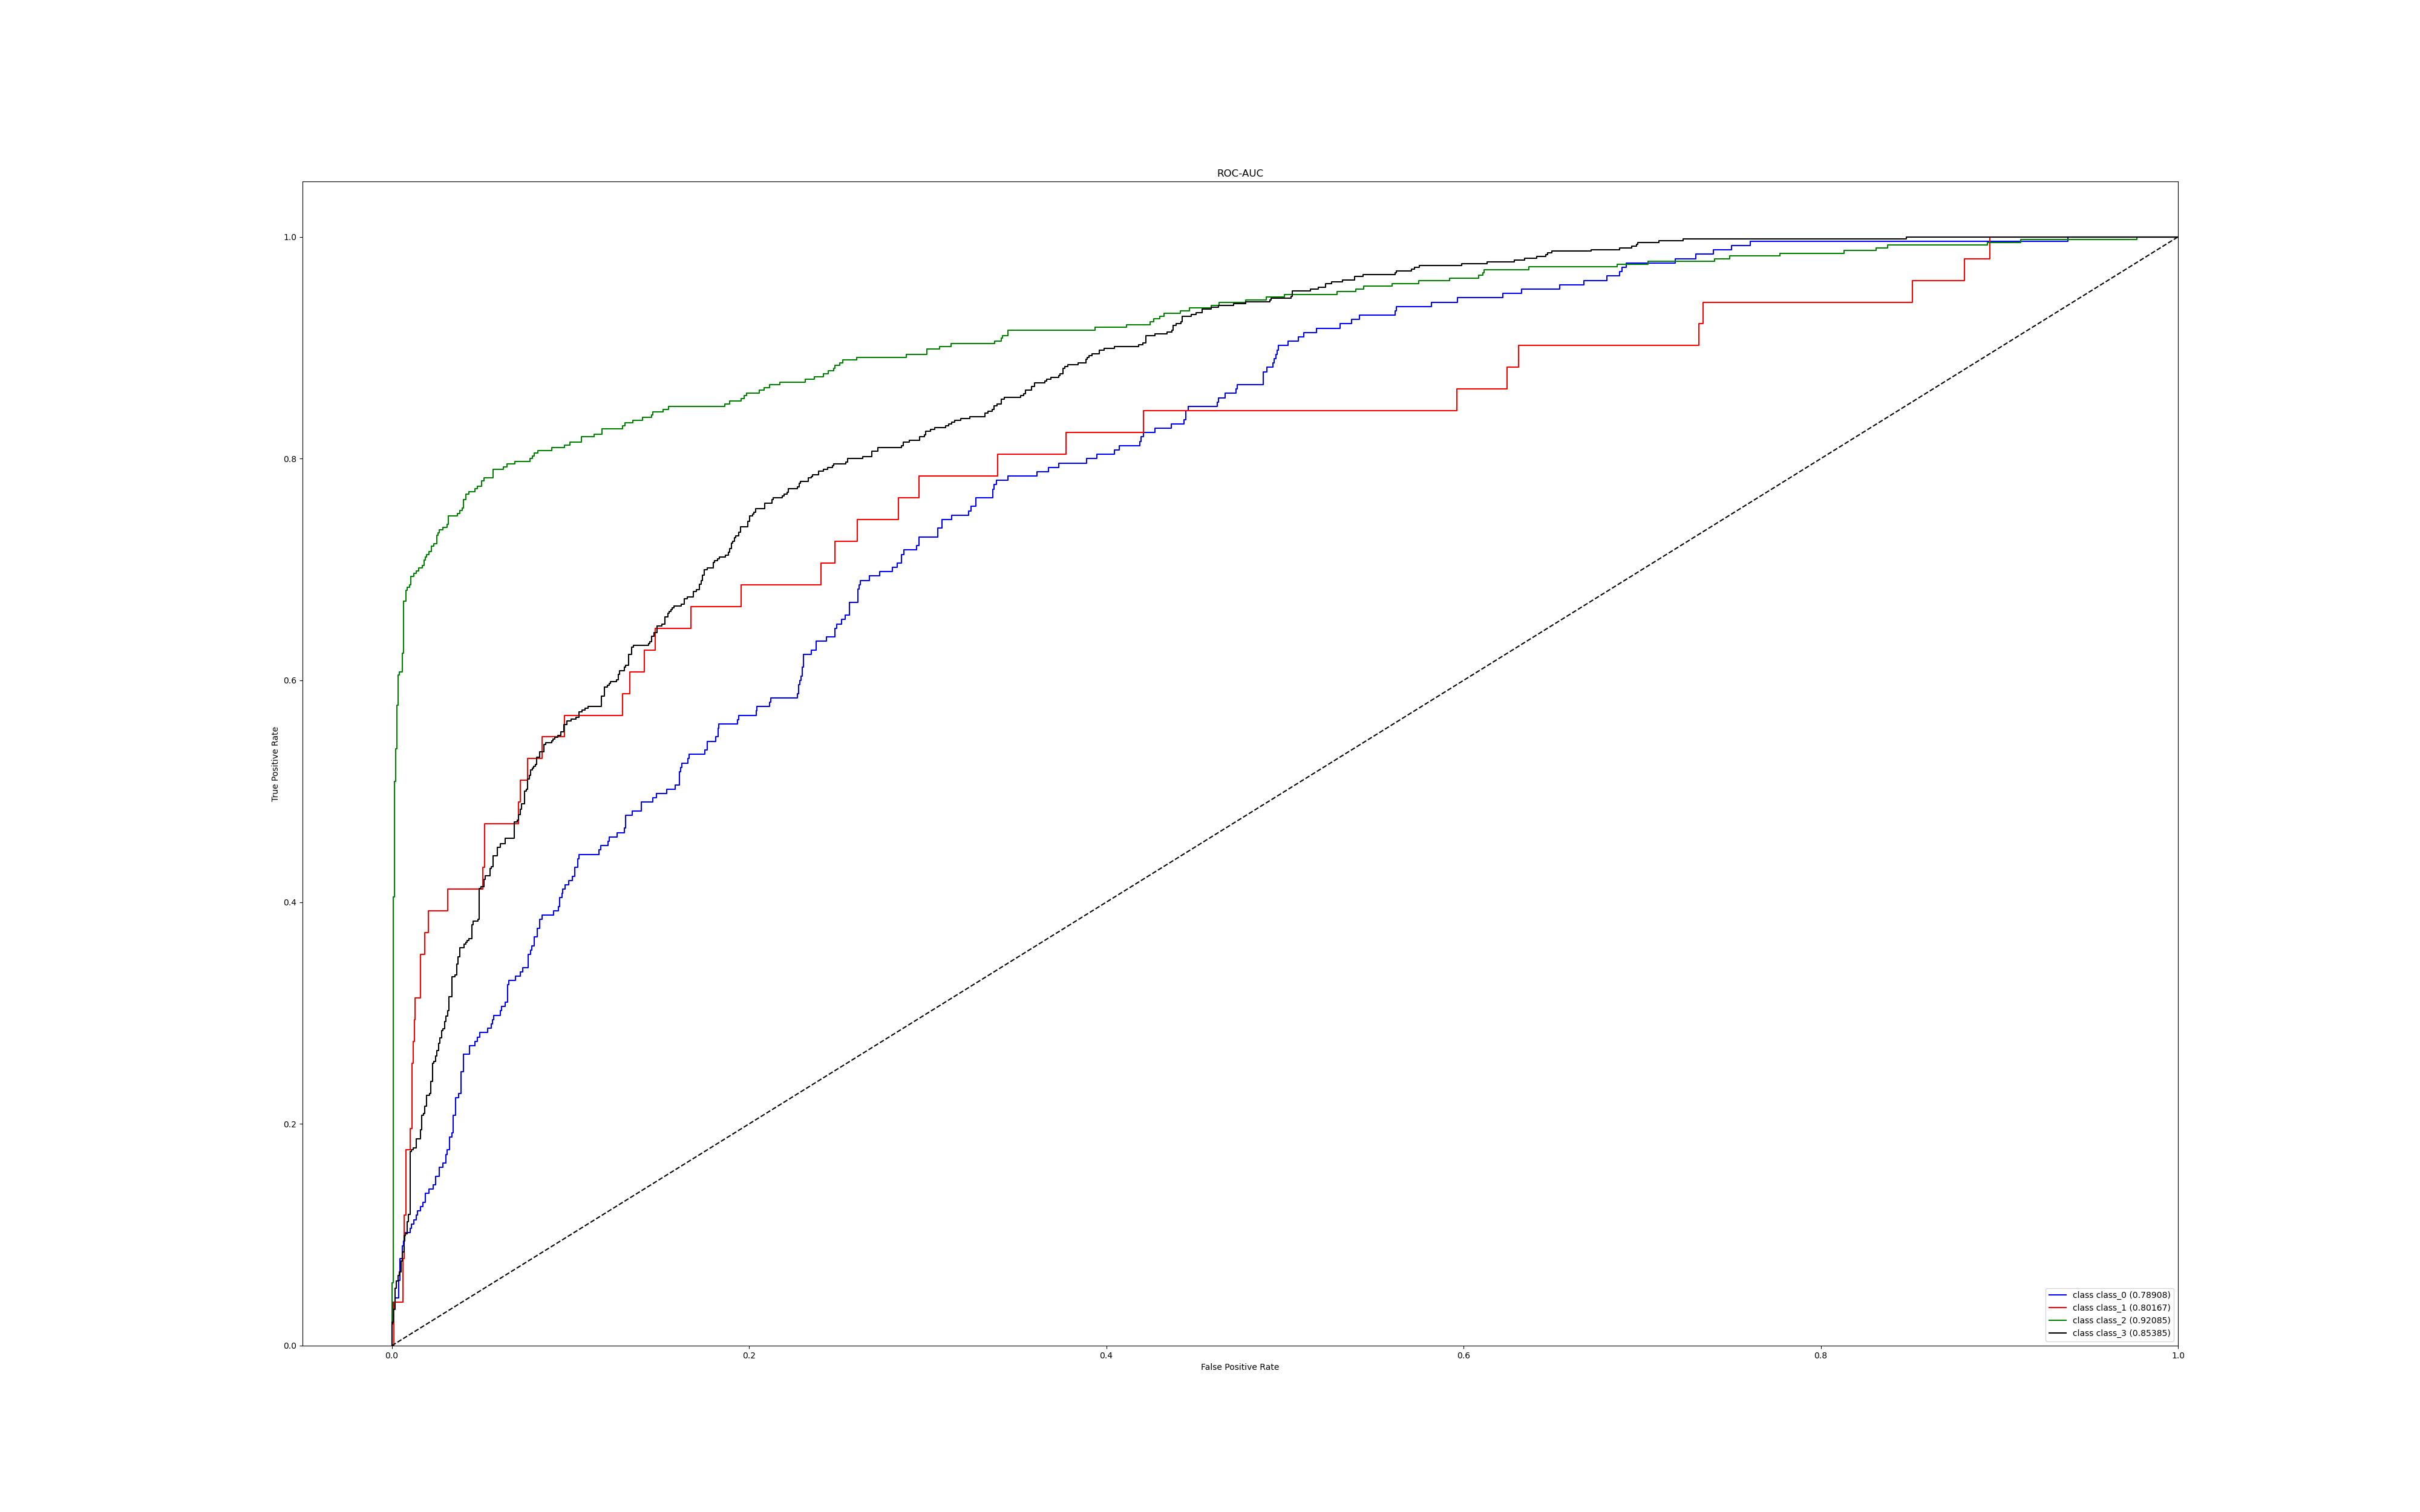 ROC-AUC
1.0
0.8
0.6
0.4
0.2
0.0
True Positive Rate
0.0 0.2 0.4 0.6 0.8 1.0
False Positive Rate
class class_0 (0.78908)
class class_1 (0.80167)
class class_2 (0.92085)
class class_3 (0.85385)